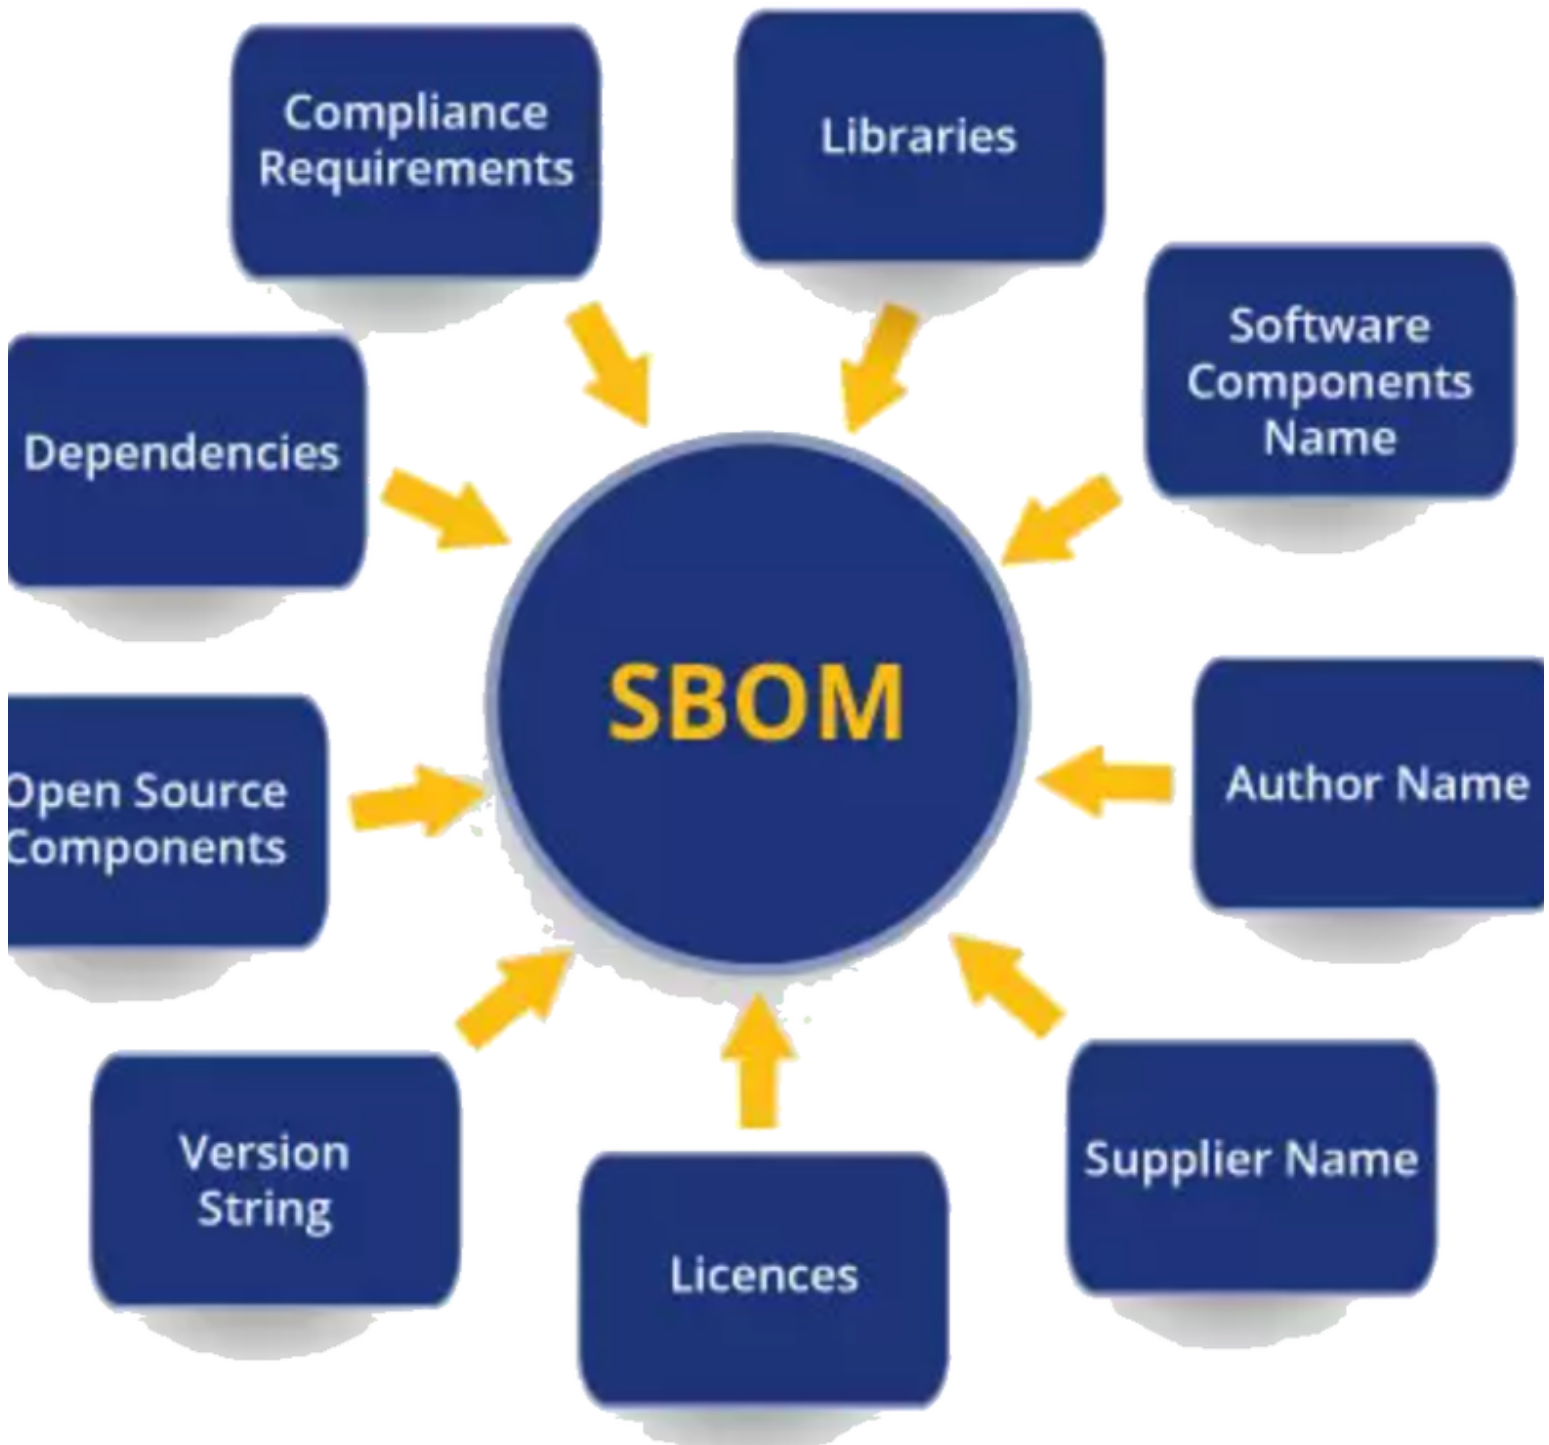 Compliance
Requirements
Libraries
Software
Components
Name
Dependencies
SBOM
Open Source
Components
Author Name
Version
String
Supplier Name
Licences